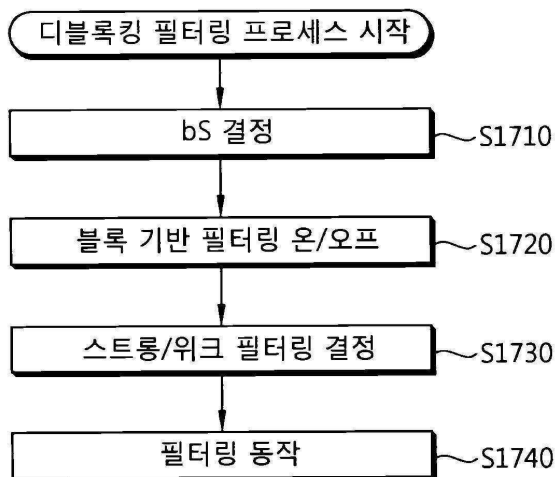 디블록킹 필터링 프로세스 시작
bS 결정
S1710
블록 기반 필터링 온/오프
S1720
스트롱/위크 필터링 결정
S1730
필터링 동작
S1740